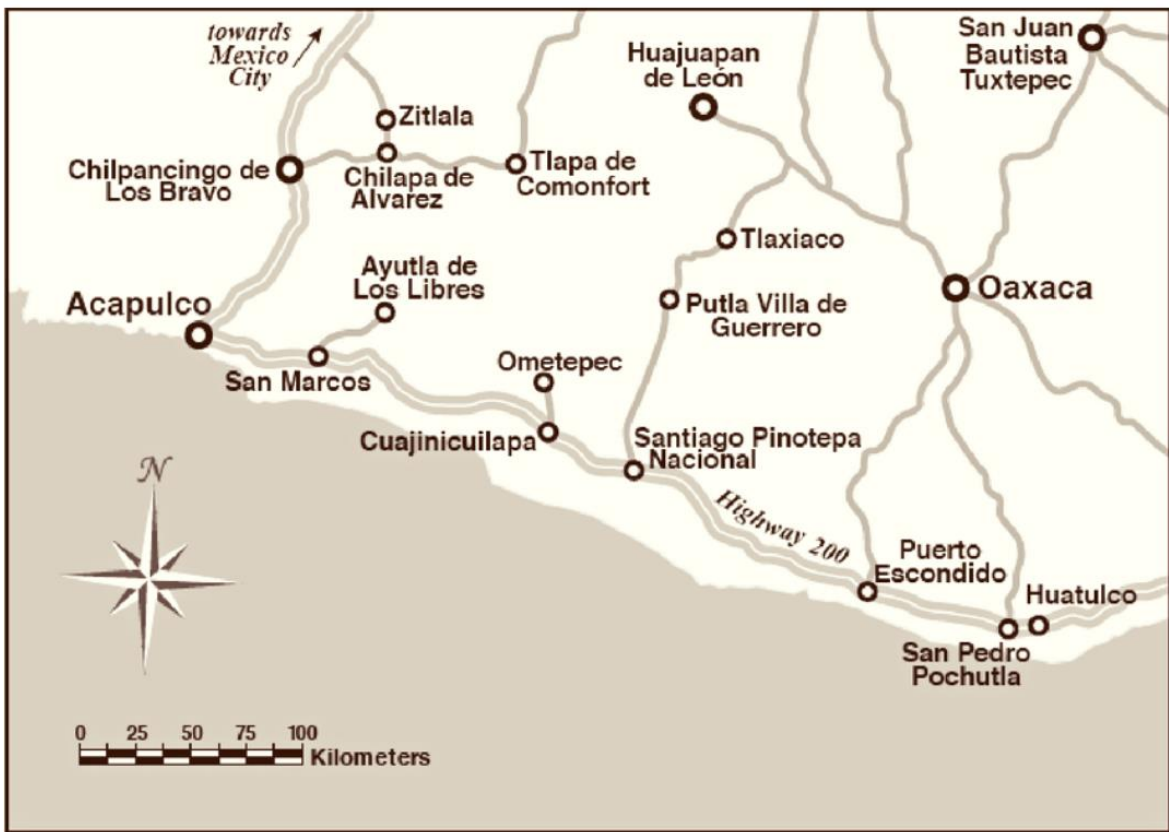 towards
Mexico
City
San Juan
Bautista
Tuxtepec
Huajuapan
de León
Zitlala
Chilpancingo de
Los Bravo
Chilapa de
Alvarez
Tlapa de
Comonfort
Tlaxiaco
Ayutla de
Los Libres
Acapulco
Oaxaca
Putla Villa de
Guerrero
San Marcos
Ometepec
Cuajinicuilapa
Santiago Pinotepa
Nacional
N
Highway 200
Puerto
Escondido
Huatulco
San Pedro
Pochutla
0 25 50 75 100
Kilometers